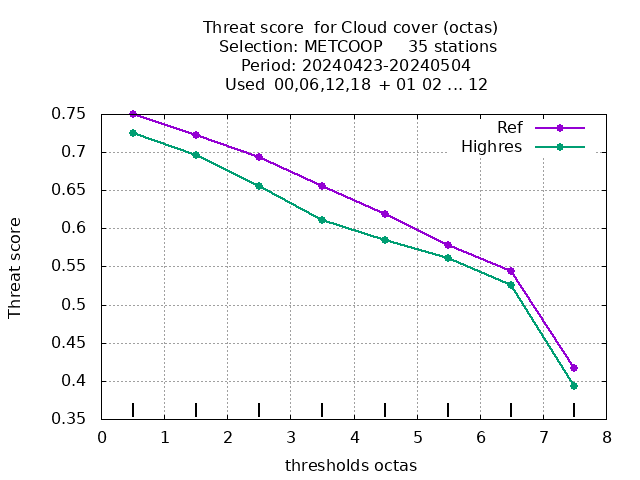 Threat score  for Cloud cover (octas)
Selection: METCOOP     35 stations
Period: 20240423-20240504
Used  00,06,12,18 + 01 02 ... 12
Ref
Highres
0.75
0.7
0.65
0.6
0.55
0.5
0.45
0.4
0.35
Threat score
0 1 2 3 4 5 6 7 8
thresholds octas